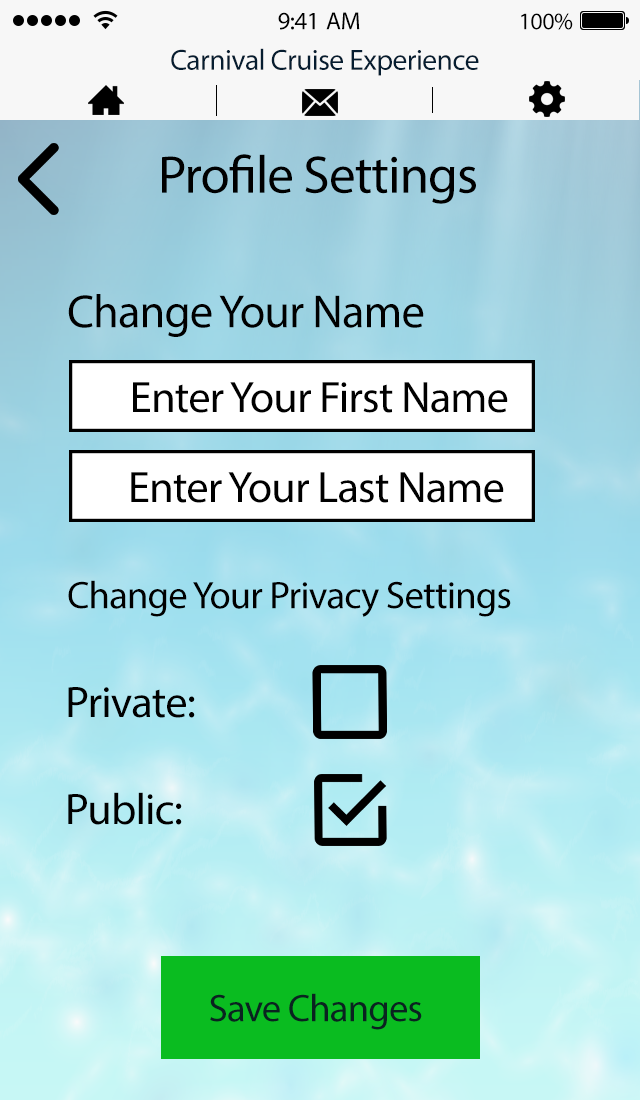 9:41 AM 100%
Carnival Cruise Experience
Profile Settings
Change Your Name
Enter Your First Name
Enter Your Last Name
Change Your Privacy Settings
Private:
Public:
Save Changes